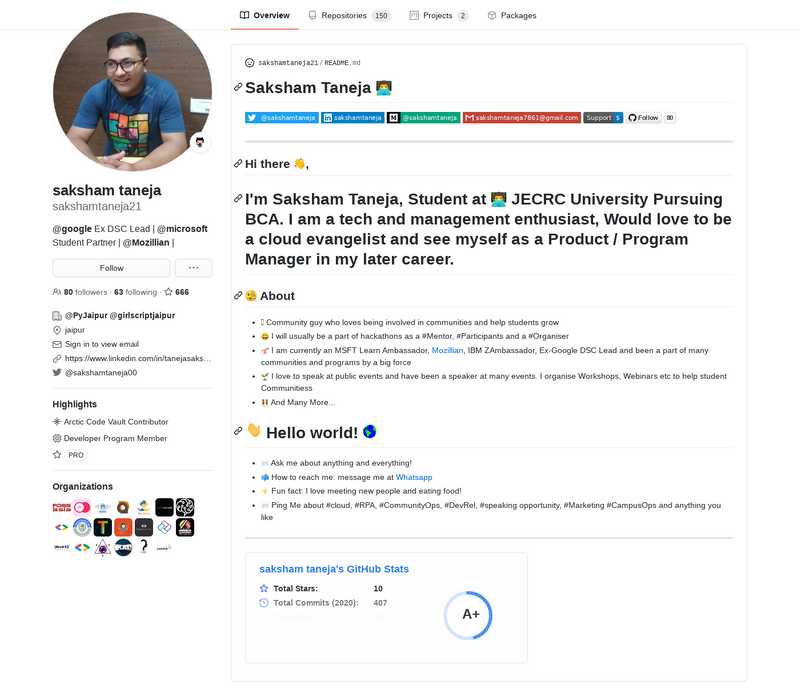 Overview
Repositories 150
Projects 2
Packages
saksham taneja
sakshamtaneja21
@google Ex DSC Lead | @microsoft
Student Partner | @Mozillian |
Follow
...
80 followers · 63 following · 666
@PyJaipur @girlscriptjaipur
jaipur
Sign in to view email
https://www.linkedin.com/in/tanejasaks...
@sakshamtaneja00
Highlights
Arctic Code Vault Contributor
Developer Program Member
PRO
Organizations
sakshamtaneja21 / README.md
Saksham Taneja
@sakshamtaneja
sakshamtaneja
@sakshamtaneja
sakshamtaneja7861@gmail.com
Support $
Follow 80
Hi there 👋,
I'm Saksham Taneja, Student at 👨‍💻 JECRC University Pursuing
BCA. I am a tech and management enthusiast, Would love to be
a cloud evangelist and see myself as a Product / Program
Manager in my later career.
About
Community guy who loves being involved in communities and help students grow
I will usually be a part of hackathons as a #Mentor, #Participants and a #Organiser
I am currently an MSFT Learn Ambassador, Mozillian, IBM ZAmbassador, Ex-Google DSC Lead and been a part of many
communities and programs by a big force
I love to speak at public events and have been a speaker at many events. I organise Workshops, Webinars etc to help student
Communitiess
And Many More...
Hello world!
Ask me about anything and everything!
How to reach me: message me at Whatsapp
Fun fact: I love meeting new people and eating food!
Ping Me about #cloud, #RPA, #CommunityOps, #DevRel, #speaking opportunity, #Marketing #CampusOps and anything you
like
saksham taneja's GitHub Stats
Total Stars: 10
Total Commits (2020): 407
A+